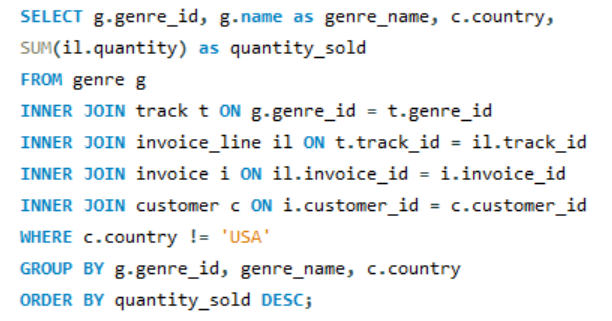 SELECT g.genre_id, g.name as genre_name, c.country,
SUM(il.quantity) as quantity_sold
FROM genre g
INNER JOIN track t ON g.genre_id = t.genre_id
INNER JOIN invoice_line il ON t.track_id = il.track_id
INNER JOIN invoice i ON il.invoice_id = i.invoice_id
INNER JOIN customer c ON i.customer_id = c.customer_id
WHERE c.country != 'USA'
GROUP BY g.genre_id, genre_name, c.country
ORDER BY quantity_sold DESC;